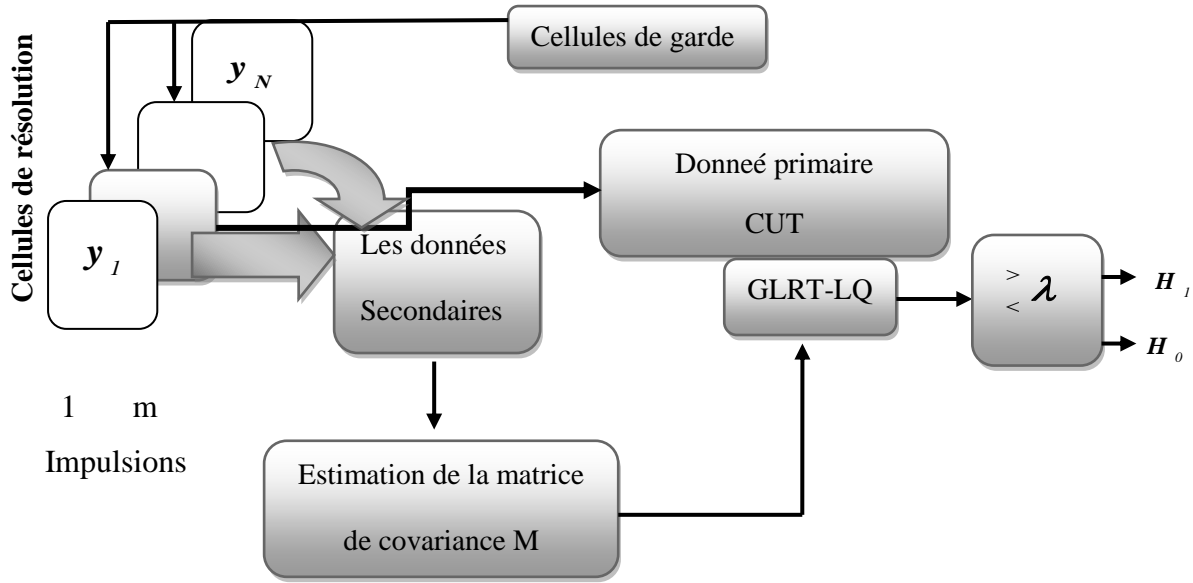 Cellules de garde
Cellules de résolution
y N
y 1
Donneé primaire
CUT
Les données
Secondaires
GLRT-LQ
>
<
λ
H 1
H 0
1 m
Impulsions
Estimation de la matrice
de covariance M